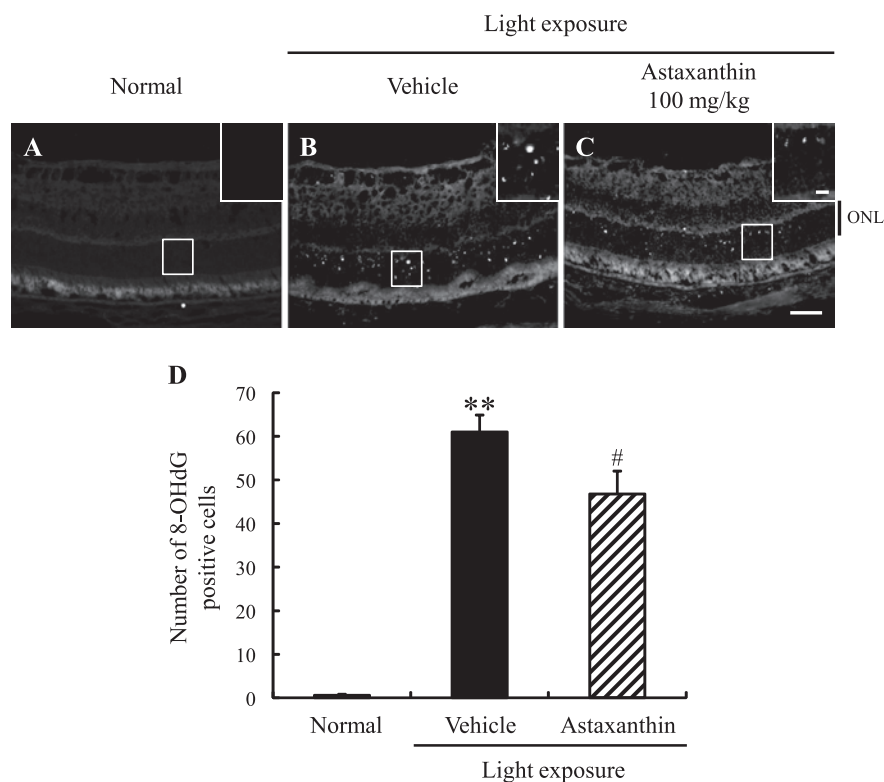 Light exposure
Normal
Vehicle
Astaxanthin
100 mg/kg
A
B
C
ONL
D
**
#
70
60
50
40
30
20
10
0
Number of 8-OHdG
positive cells
Normal
Vehicle
Astaxanthin
Light exposure